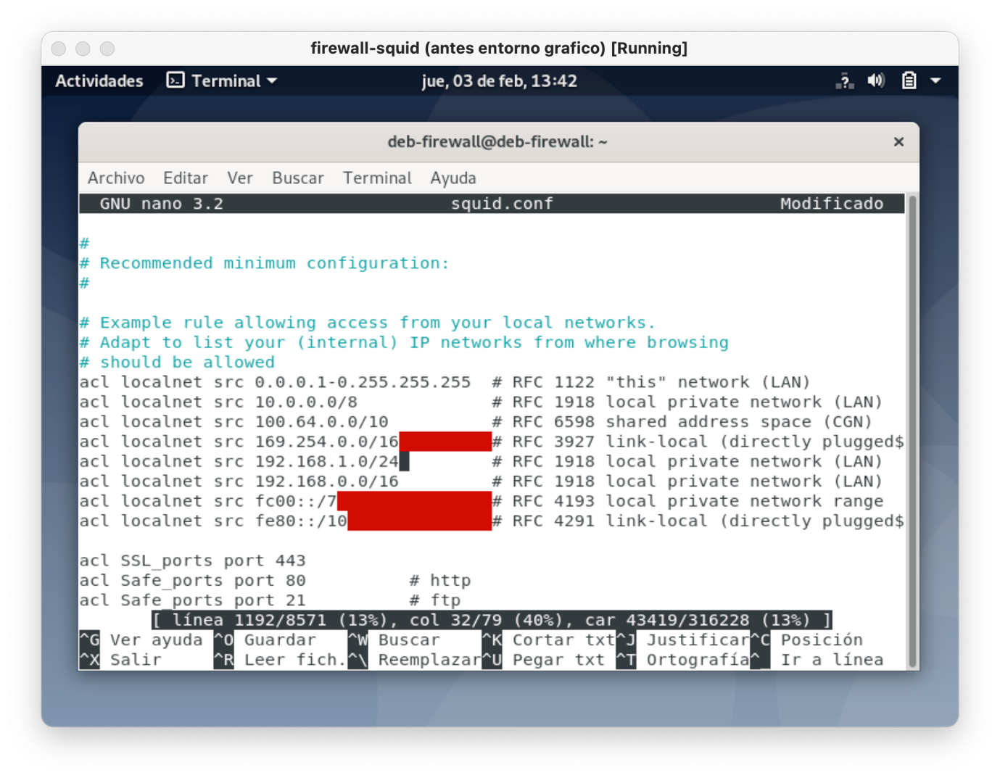 firewall-squid (antes entorno grafico) [Running]
Actividades Terminal jue, 03 de feb, 13:42
deb-firewall@deb-firewall: ~
Archivo Editar Ver Buscar Terminal Ayuda
GNU nano 3.2 squid.conf Modificado
#
# Recommended minimum configuration:
#
# Example rule allowing access from your local networks.
# Adapt to list your (internal) IP networks from where browsing
# should be allowed
acl localnet src 0.0.0.1-0.255.255.255 # RFC 1122 "this" network (LAN)
acl localnet src 10.0.0.0/8 # RFC 1918 local private network (LAN)
acl localnet src 100.64.0.0/10 # RFC 6598 shared address space (CGN)
acl localnet src 169.254.0.0/16 # RFC 3927 link-local (directly plugged$
acl localnet src 192.168.1.0/24 # RFC 1918 local private network (LAN)
acl localnet src 192.168.0.0/16 # RFC 1918 local private network (LAN)
acl localnet src fc00::/7 # RFC 4193 local private network range
acl localnet src fe80::/10 # RFC 4291 link-local (directly plugged$
acl SSL_ports port 443
acl Safe_ports port 80 # http
acl Safe_ports port 21 # ftp
[ línea 1192/8571 (13%), col 32/79 (40%), car 43419/316228 (13%) ]
^G Ver ayuda ^O Guardar ^W Buscar ^K Cortar txt ^J Justificar ^C Posición
^X Salir ^R Leer fich. ^\ Reemplazar ^U Pegar txt ^T Ortografía ^_ Ir a línea